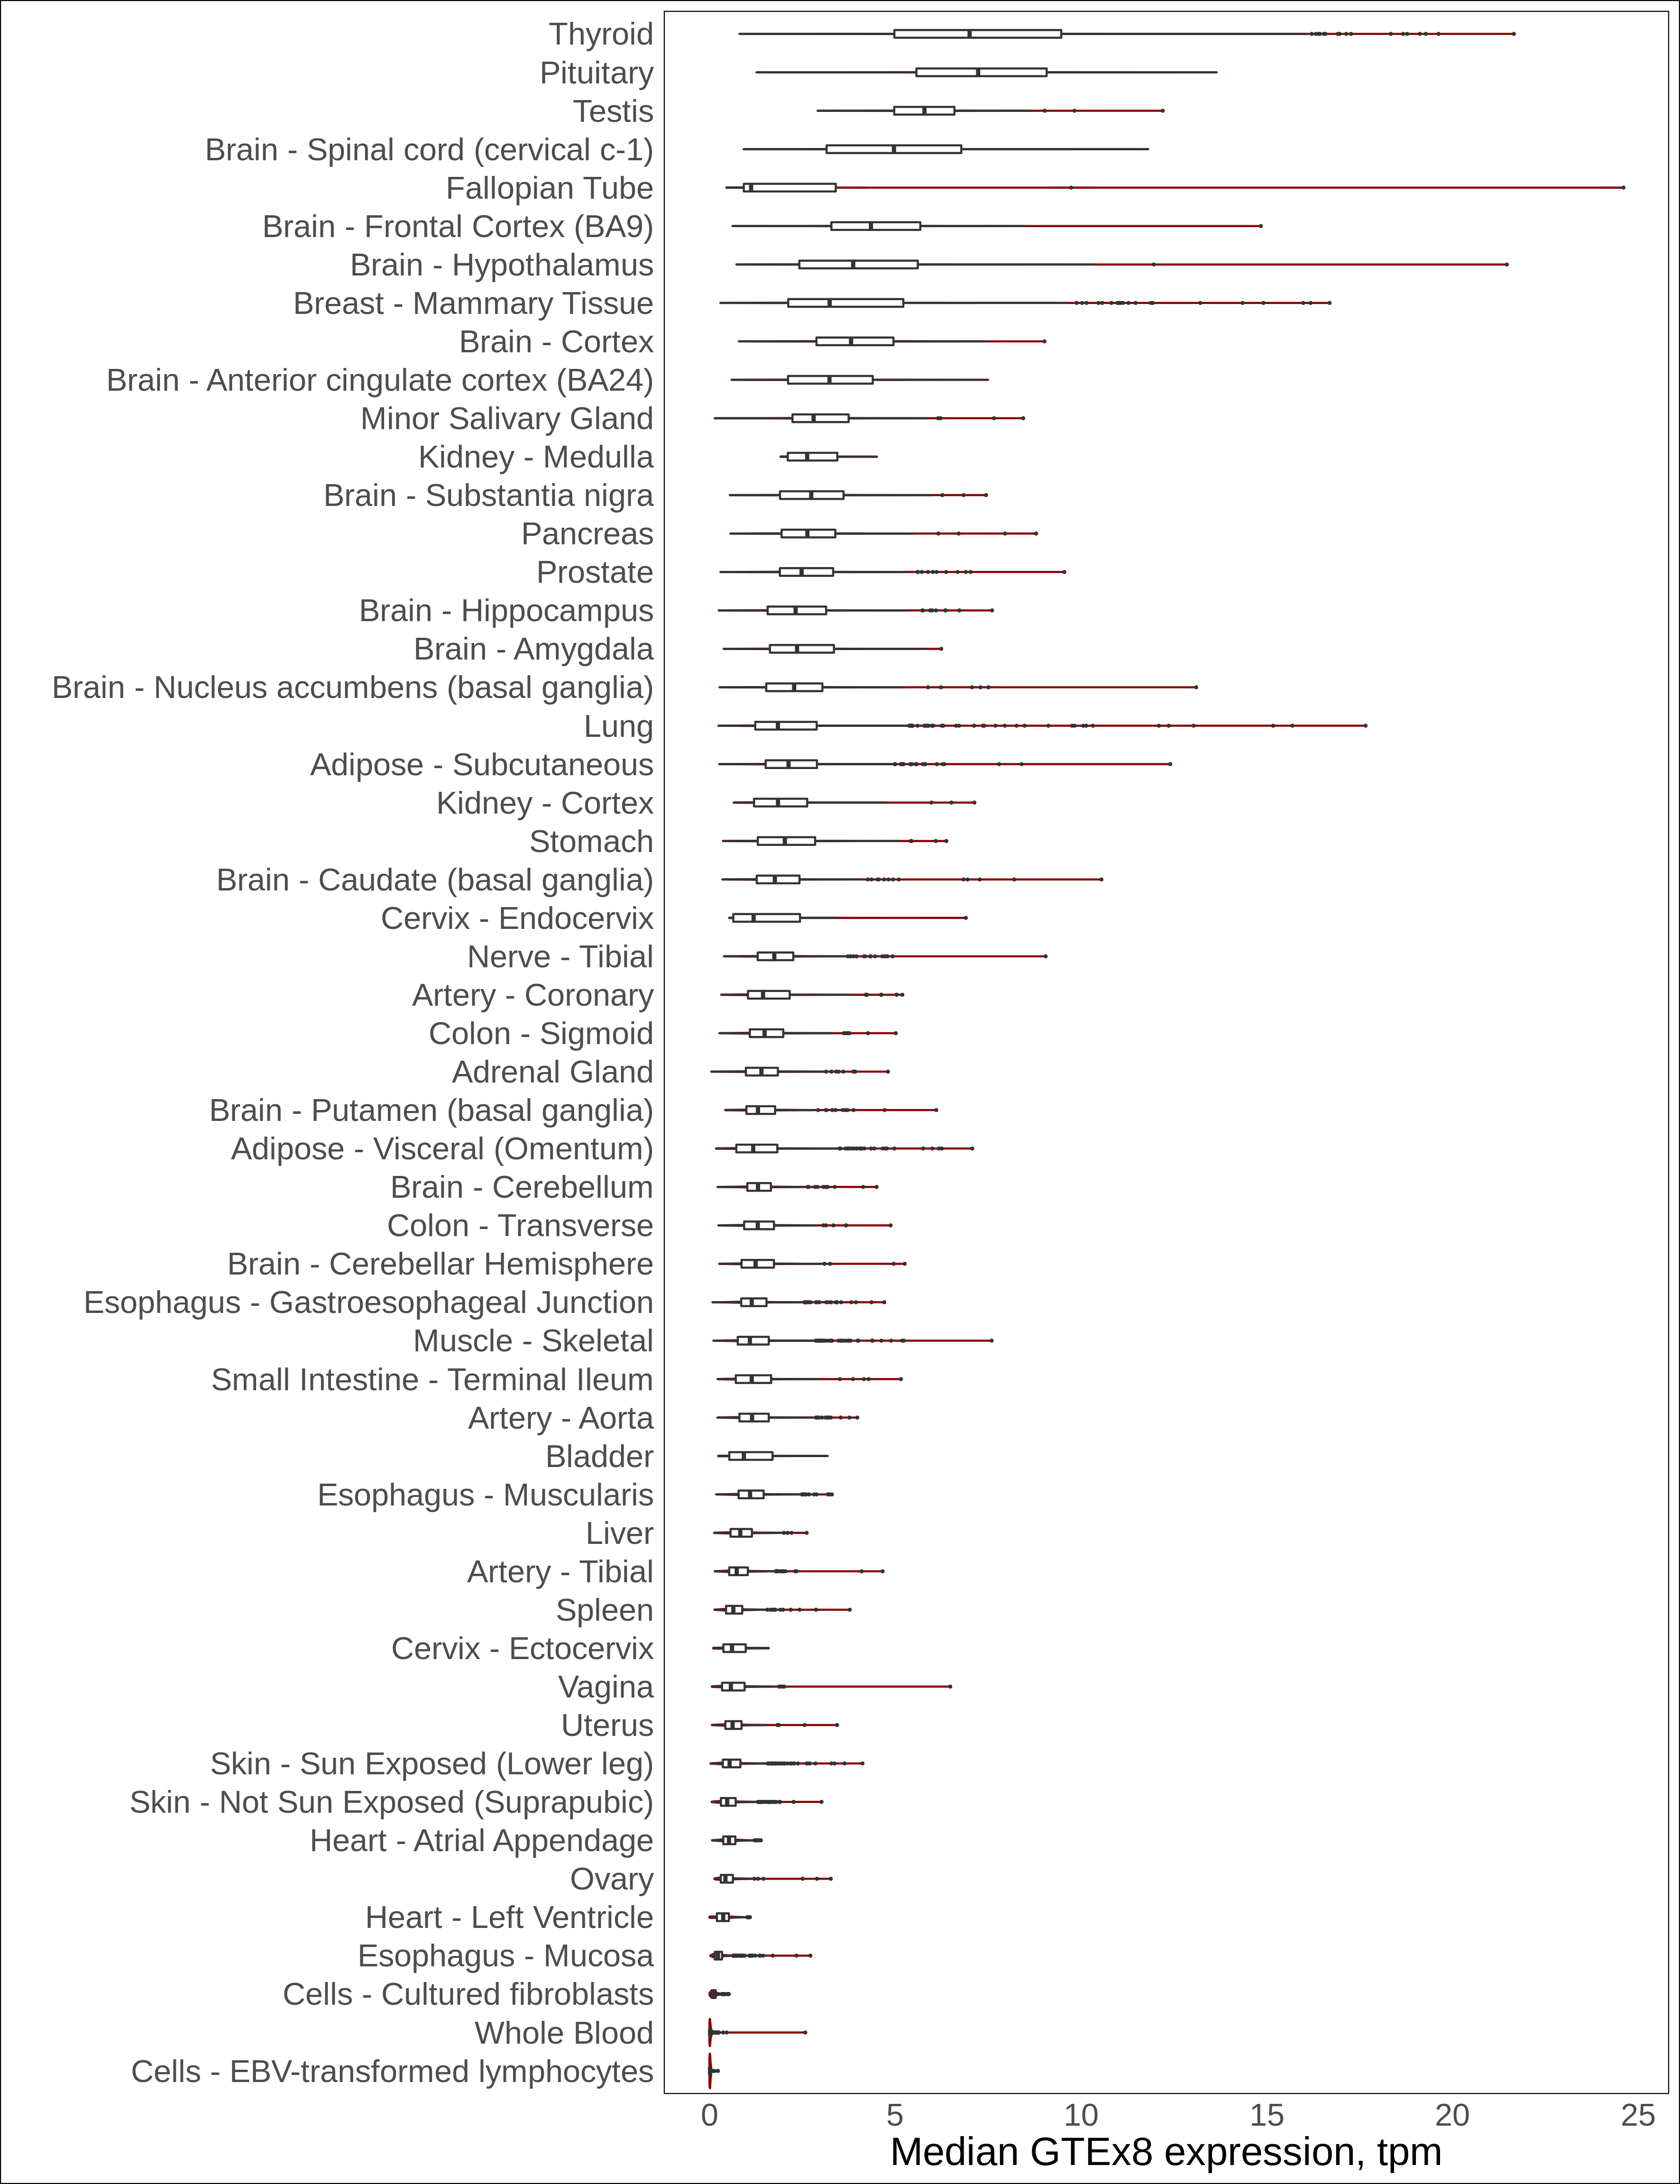 Thyroid
Pituitary
Testis
Brain - Spinal cord (cervical c-1)
Fallopian Tube
Brain - Frontal Cortex (BA9)
Brain - Hypothalamus
Breast - Mammary Tissue
Brain - Cortex
Brain - Anterior cingulate cortex (BA24)
Minor Salivary Gland
Kidney - Medulla
Brain - Substantia nigra
Pancreas
Prostate
Brain - Hippocampus
Brain - Amygdala
Brain - Nucleus accumbens (basal ganglia)
Lung
Adipose - Subcutaneous
Kidney - Cortex
Stomach
Brain - Caudate (basal ganglia)
Cervix - Endocervix
Nerve - Tibial
Artery - Coronary
Colon - Sigmoid
Adrenal Gland
Brain - Putamen (basal ganglia)
Adipose - Visceral (Omentum)
Brain - Cerebellum
Colon - Transverse
Brain - Cerebellar Hemisphere
Esophagus - Gastroesophageal Junction
Muscle - Skeletal
Small Intestine - Terminal Ileum
Artery - Aorta
Bladder
Esophagus - Muscularis
Liver
Artery - Tibial
Spleen
Cervix - Ectocervix
Vagina
Uterus
Skin - Sun Exposed (Lower leg)
Skin - Not Sun Exposed (Suprapubic)
Heart - Atrial Appendage
Ovary
Heart - Left Ventricle
Esophagus - Mucosa
Cells - Cultured fibroblasts
Whole Blood
Cells - EBV-transformed lymphocytes
0 5 10 15 20 25
Median GTEx8 expression, tpm